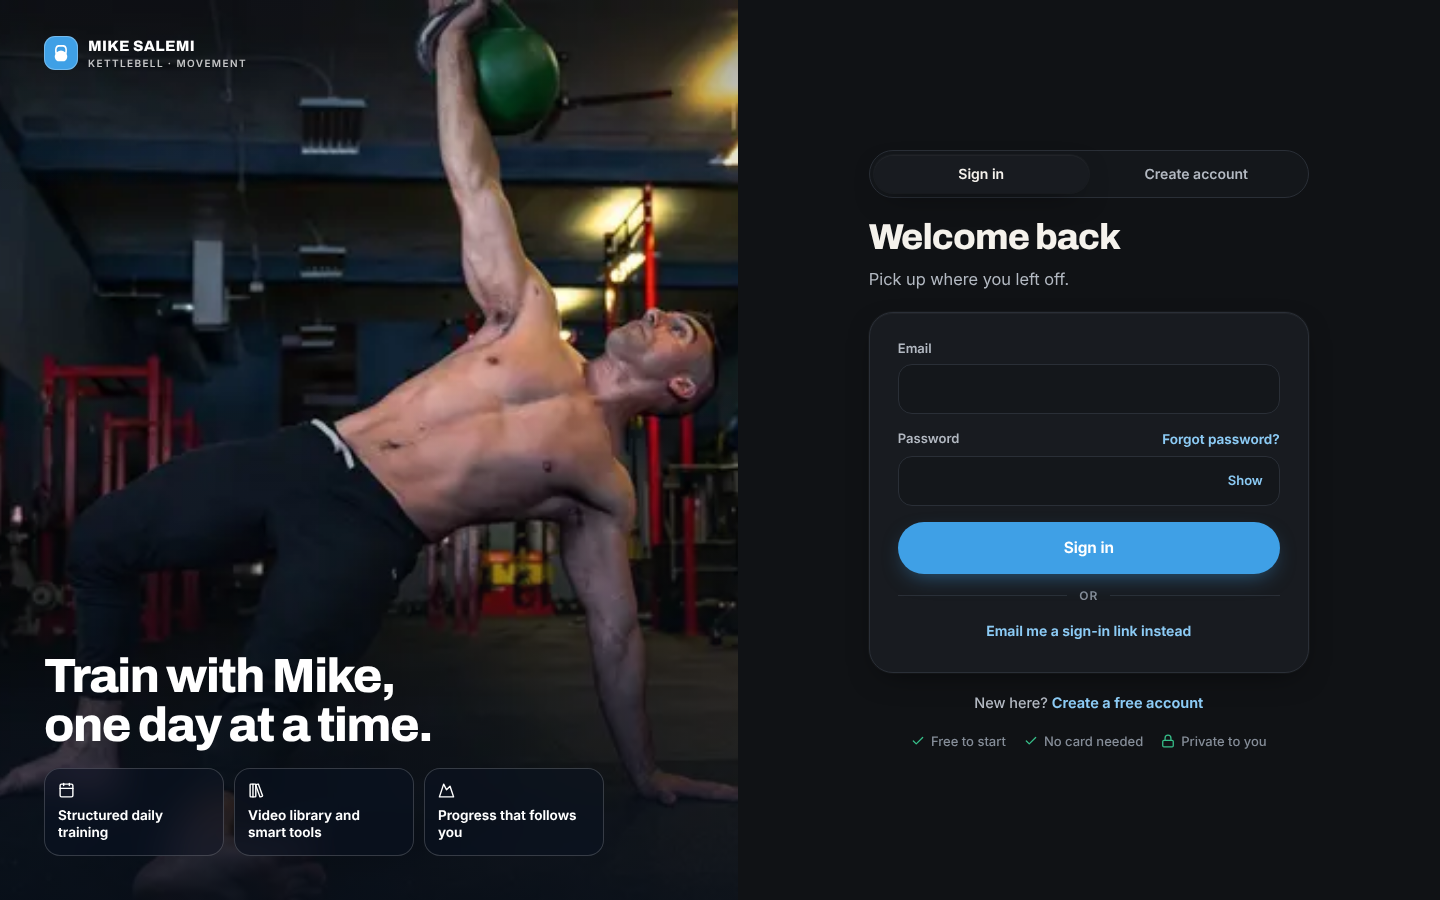 MIKE SALEMI
KETTLEBELL · MOVEMENT
Train with Mike,
one day at a time.
Structured daily
training
Video library and
smart tools
Progress that follows
you
Sign in
Create account
Welcome back
Pick up where you left off.
Email
Password
Forgot password?
Show
Sign in
OR
Email me a sign-in link instead
New here? Create a free account
Free to start
No card needed
Private to you